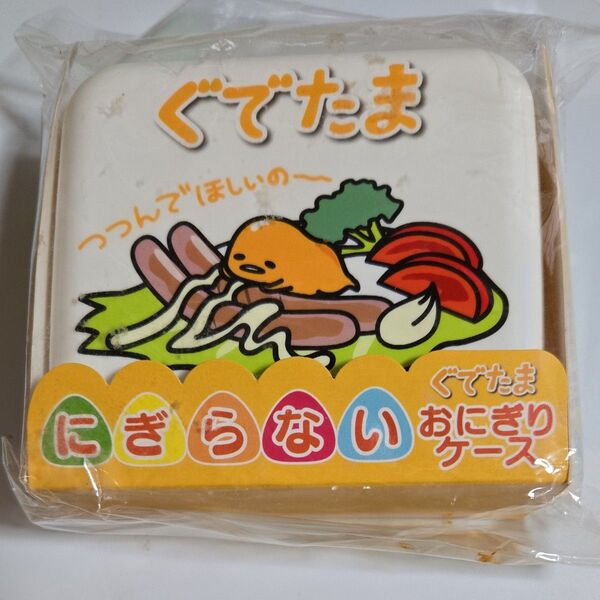 ぐでたま
つつんでほしいの〜
にぎらない
ぐでたま
おにぎり
ケース